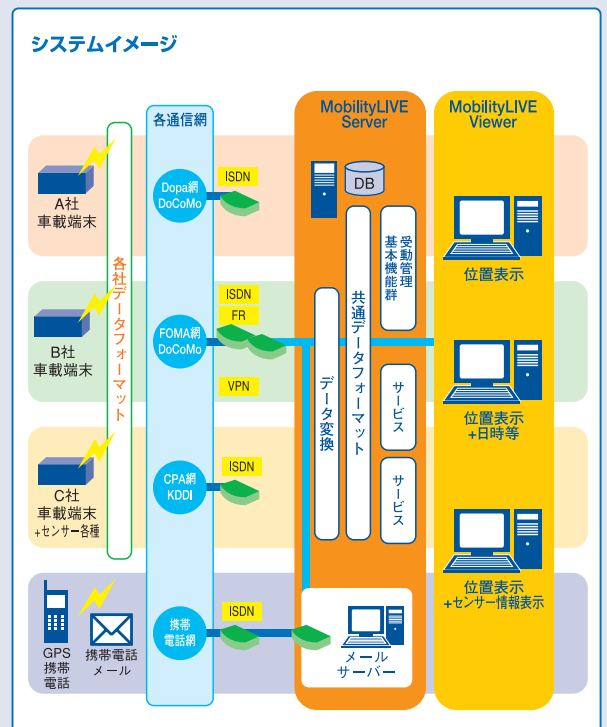 システムイメージ
各通信網
MobilityLIVE
Server
MobilityLIVE
Viewer
A社
車載端末
各社データフォーマット
Dopa網
DoCoMo
ISDN
DB
受動管理
基本機能群
位置表示
B社
車載端末
FOMA網
DoCoMo
ISDN
FR
VPN
データ変換
共通データフォーマット
サービス
サービス
位置表示
+日時等
C社
車載端末
+センサー各種
CPA網
KDDI
ISDN
位置表示
+センサー情報表示
GPS
携帯
電話
携帯電話
メール
携帯
電話網
ISDN
メール
サーバー